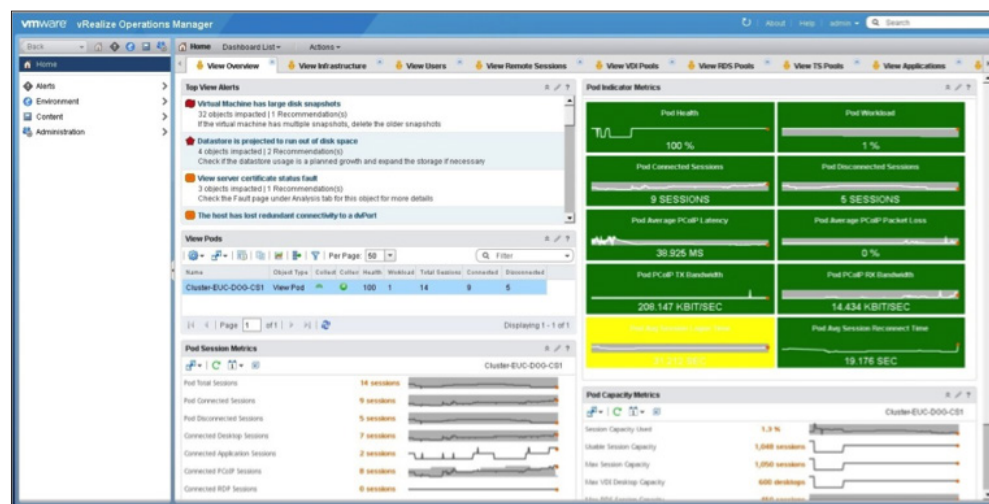 vmware vRealize Operations Manager
About Help admin Search
Back
Home Dashboard List Actions
Home
Alerts
Environment
Content
Administration
View Overview View Infrastructure View Users View Remote Sessions View VDI Pools View RDS Pools View TS Pools View Applications
Top View Alerts
Virtual Machine has large disk snapshots
32 objects impacted | 1 Recommendation(s)
If the virtual machine has multiple snapshots, delete the older snapshots
Datastore is projected to run out of disk space
4 objects impacted | 2 Recommendation(s)
Check if the datastore usage is a planned growth and expand the storage if necessary
View server certificate status fault
3 objects impacted | 1 Recommendation(s)
Check the Fault page under Analysis tab for this object for more details
The host has lost redundant connectivity to a dvPort
View Pods
Per Page: 50 Filter
Name Object Type Collect Collec Health Workload Total Sessions Connected Disconnected
Cluster-EUC-DOG-CS1 View Pod 100 1 14 9 5
Page 1 of 1 Displaying 1 - 1 of 1
Pod Session Metrics
Cluster-EUC-DOG-CS1
Pod Total Sessions 14 sessions
Pod Connected Sessions 9 sessions
Pod Disconnected Sessions 5 sessions
Connected Desktop Sessions 7 sessions
Connected Application Sessions 2 sessions
Connected PCoIP Sessions 8 sessions
Connected RDP Sessions 0 sessions
Pod Indicator Metrics
Pod Health
100 %
Pod Workload
1 %
Pod Connected Sessions
9 SESSIONS
Pod Disconnected Sessions
5 SESSIONS
Pod Average PCoIP Latency
38.925 MS
Pod Average PCoIP Packet Loss
0 %
Pod PCoIP TX Bandwidth
208.147 KBIT/SEC
Pod PCoIP RX Bandwidth
14.434 KBIT/SEC
Pod Avg Session Reconnect Time
19.176 SEC
Pod Capacity Metrics
Cluster-EUC-DOG-CS1
Session Capacity Used 1.3 %
Usable Session Capacity 1,040 sessions
Max Session Capacity 1,050 sessions
Max VDI Desktop Capacity 600 desktops